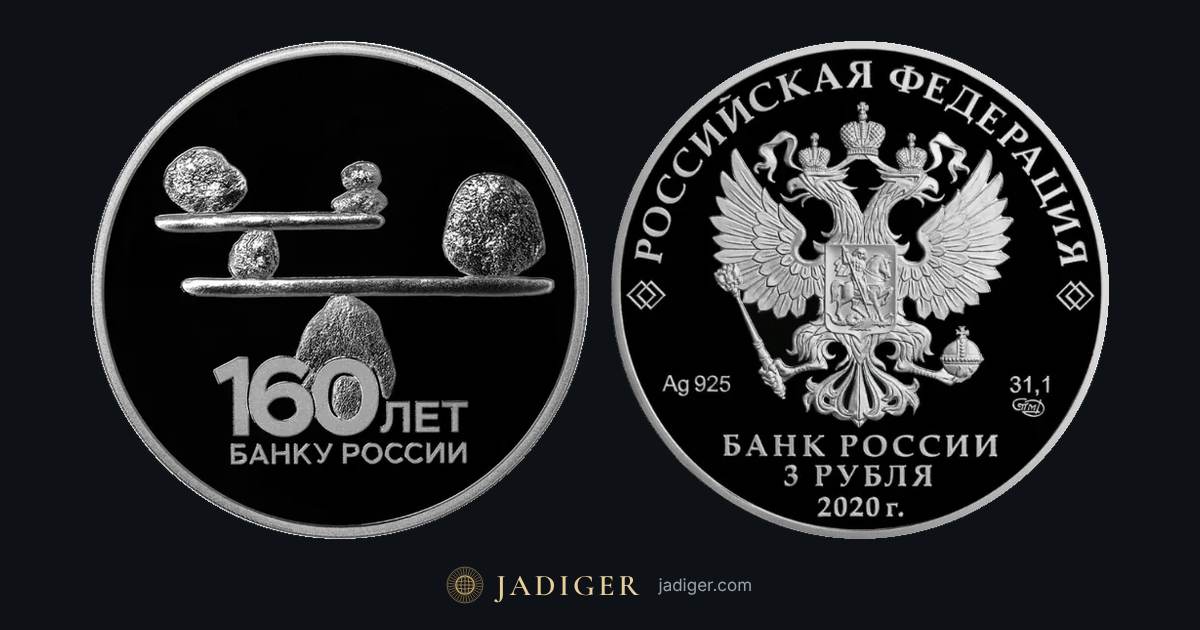 160 ЛЕТ
БАНКУ РОССИИ
РОССИЙСКАЯ ФЕДЕРАЦИЯ
Ag 925
31,1
БАНК РОССИИ
3 РУБЛЯ
2020 г.
JADIGER
jadiger.com